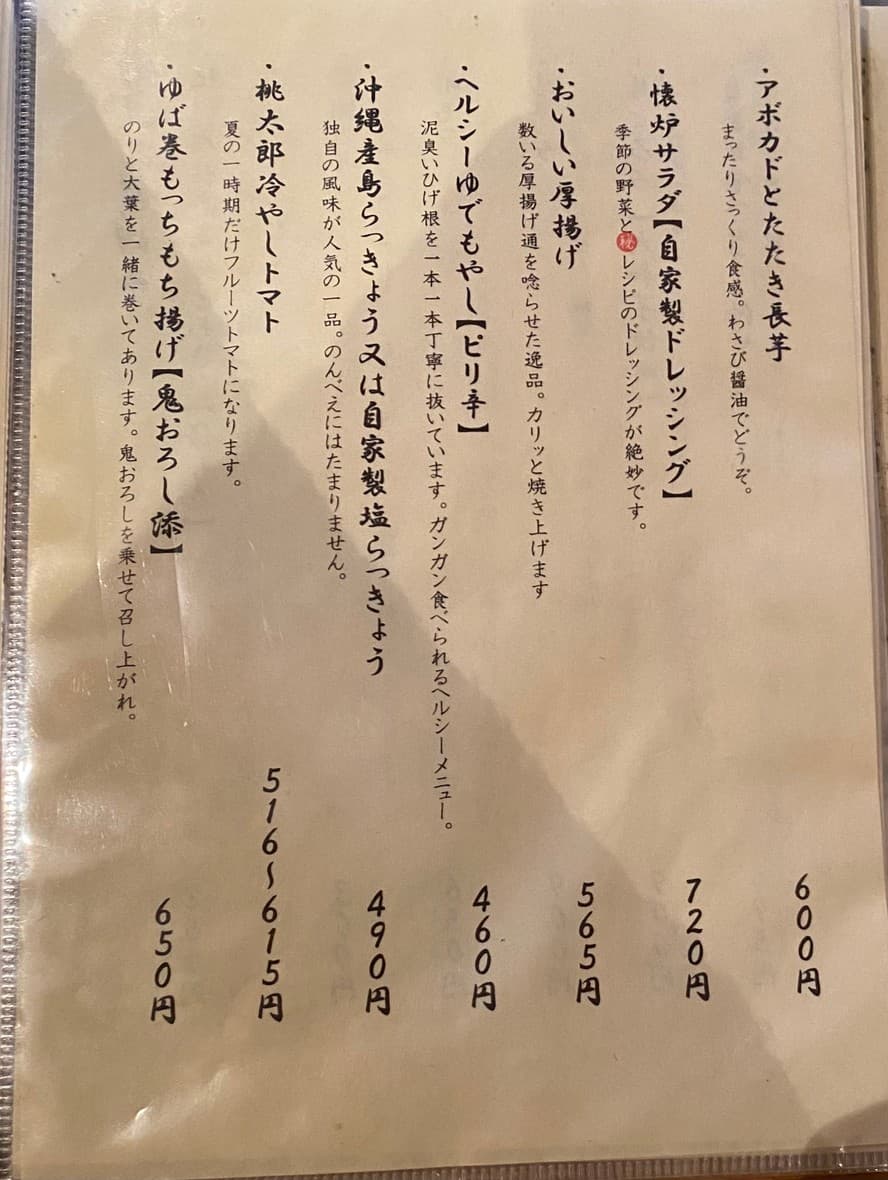 ・アボカドとたたき長芋
まったりさっくり食感。わさび醤油でどうぞ。
600円
・懐炉サラダ【自家製ドレッシング】
季節の野菜と㊙レシピのドレッシングが絶妙です。
720円
・おいしい厚揚げ
数いる厚揚げ通を唸らせた逸品。カリッと焼き上げます
565円
・ヘルシーゆでもやし【ピリ辛】
泥臭いひげ根を一本一本丁寧に抜いています。ガンガン食べられるヘルシーメニュー。
460円
・沖縄産島らっきょう又は自家製塩らっきょう
独自の風味が人気の一品。のんべえにはたまりません。
490円
・桃太郎冷やしトマト
夏の一時期だけフルーツトマトになります。
516〜615円
・ゆば巻もっちもち揚げ【鬼おろし添】
のりと大葉を一緒に巻いてあります。鬼おろしを乗せて召し上がれ。
650円